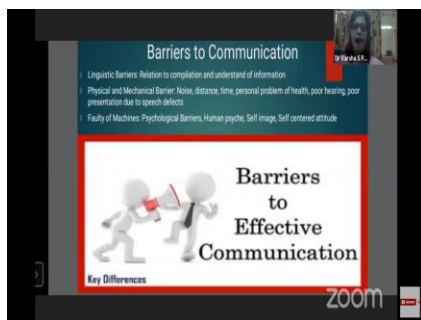 Barriers to Communication
Linguistic Barriers: Relation to compilation and understand of information
Physical and Mechanical Barrier: Noise, distance, time, personal problem of health, poor hearing, poor
presentation due to speech defects
Faulty of Machines: Psychological Barriers, Human psyche, Self image, Self centered attitude
Dr Varsha S P...
Barriers
to
Effective
Communication
Key Differences
zoom